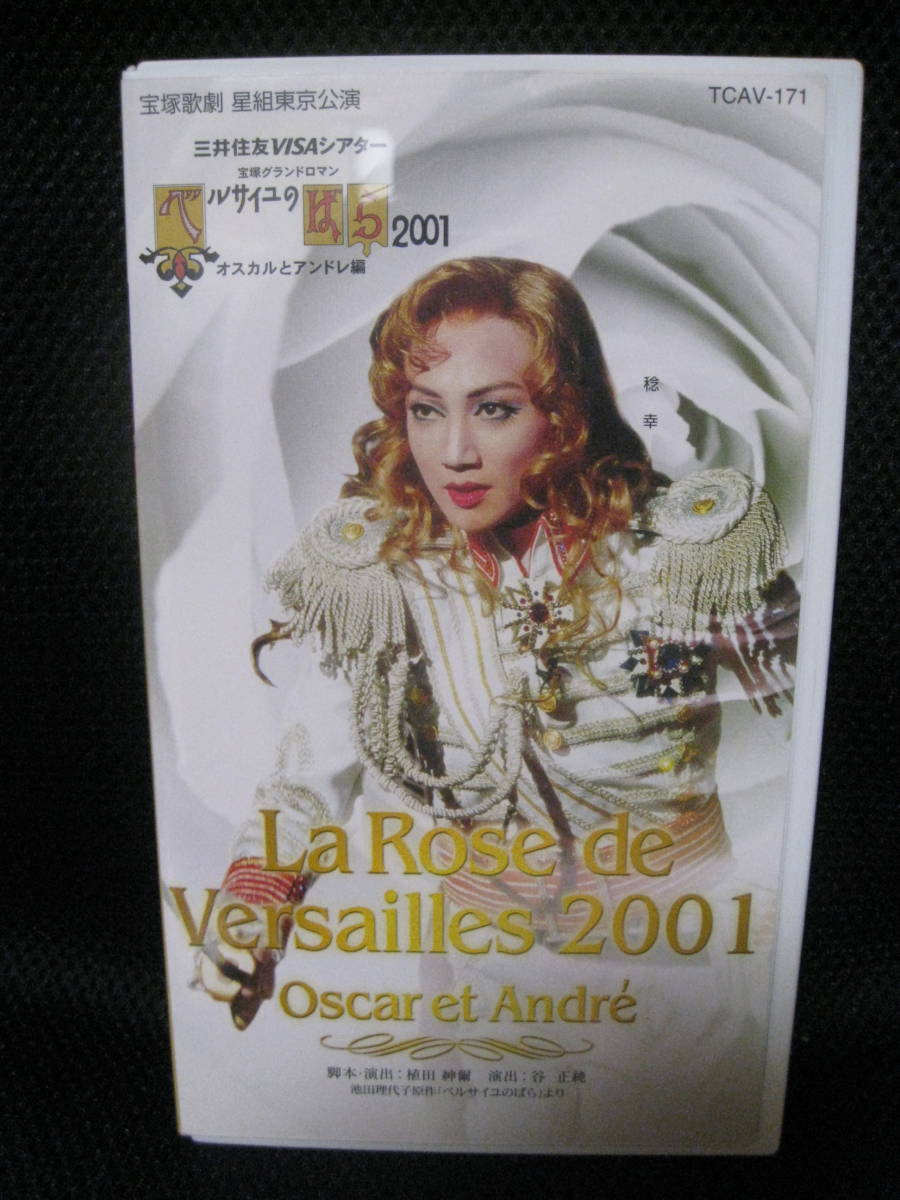 宝塚歌劇 星組東京公演
TCAV-171
三井住友VISAシアター
宝塚グランドロマン
ベルサイユのばら2001
オスカルとアンドレ編
稔 幸
La Rose de
Versailles 2001
Oscar et André
脚本・演出：植田 紳爾　演出：谷 正純
池田理代子原作「ベルサイユのばら」より